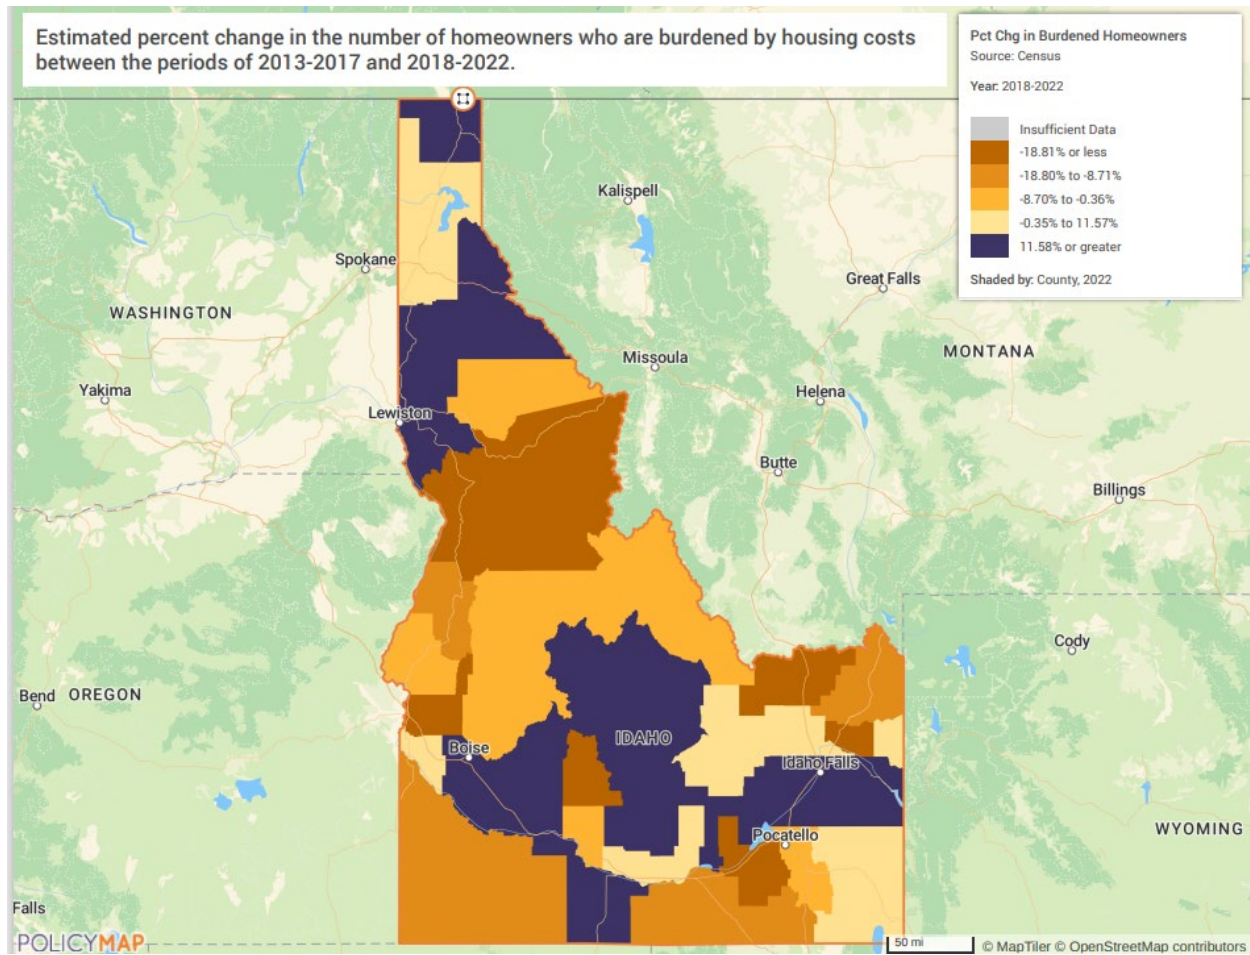 Estimated percent change in the number of homeowners who are burdened by housing costs
between the periods of 2013-2017 and 2018-2022.
Pct Chg in Burdened Homeowners
Source: Census
Year: 2018-2022
Insufficient Data
-18.81% or less
-18.80% to -8.71%
-8.70% to -0.36%
-0.35% to 11.57%
11.58% or greater
Shaded by: County, 2022
Kalispell
Spokane
Great Falls
WASHINGTON
MONTANA
Missoula
Yakima
Helena
Lewiston
Butte
Billings
Cody
Bend
OREGON
IDAHO
Boise
Idaho Falls
WYOMING
Pocatello
Falls
POLICYMAP
50 mi
© MapTiler © OpenStreetMap contributors